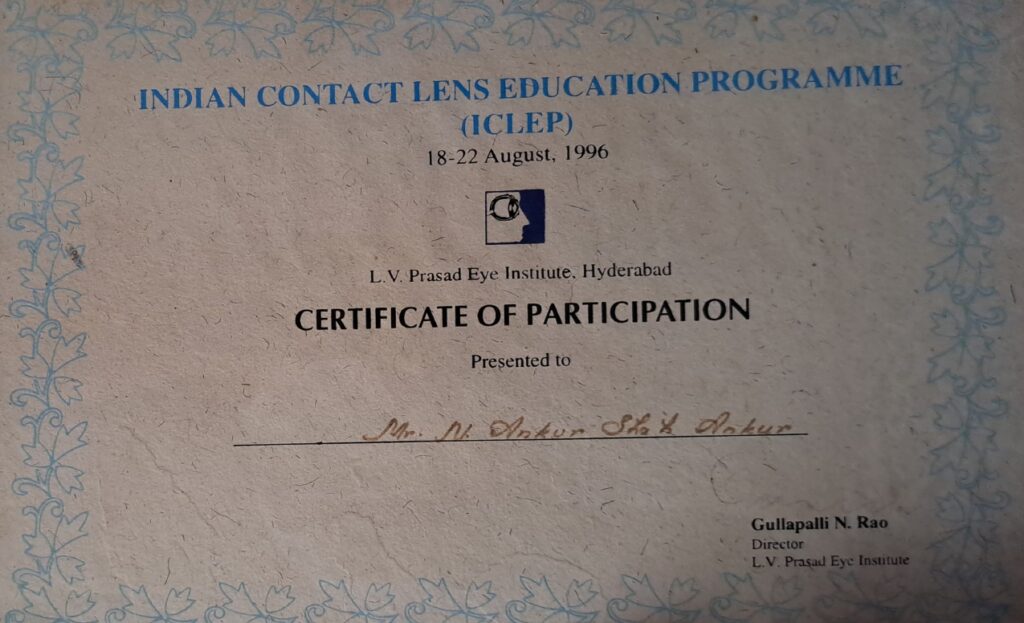 INDIAN CONTACT LENS EDUCATION PROGRAMME
(ICLEP)
18-22 August, 1996
L.V. Prasad Eye Institute, Hyderabad
CERTIFICATE OF PARTICIPATION
Presented to
Mr. N. Ankur Ankur
Gullapalli N. Rao
Director
L.V. Prasad Eye Institute